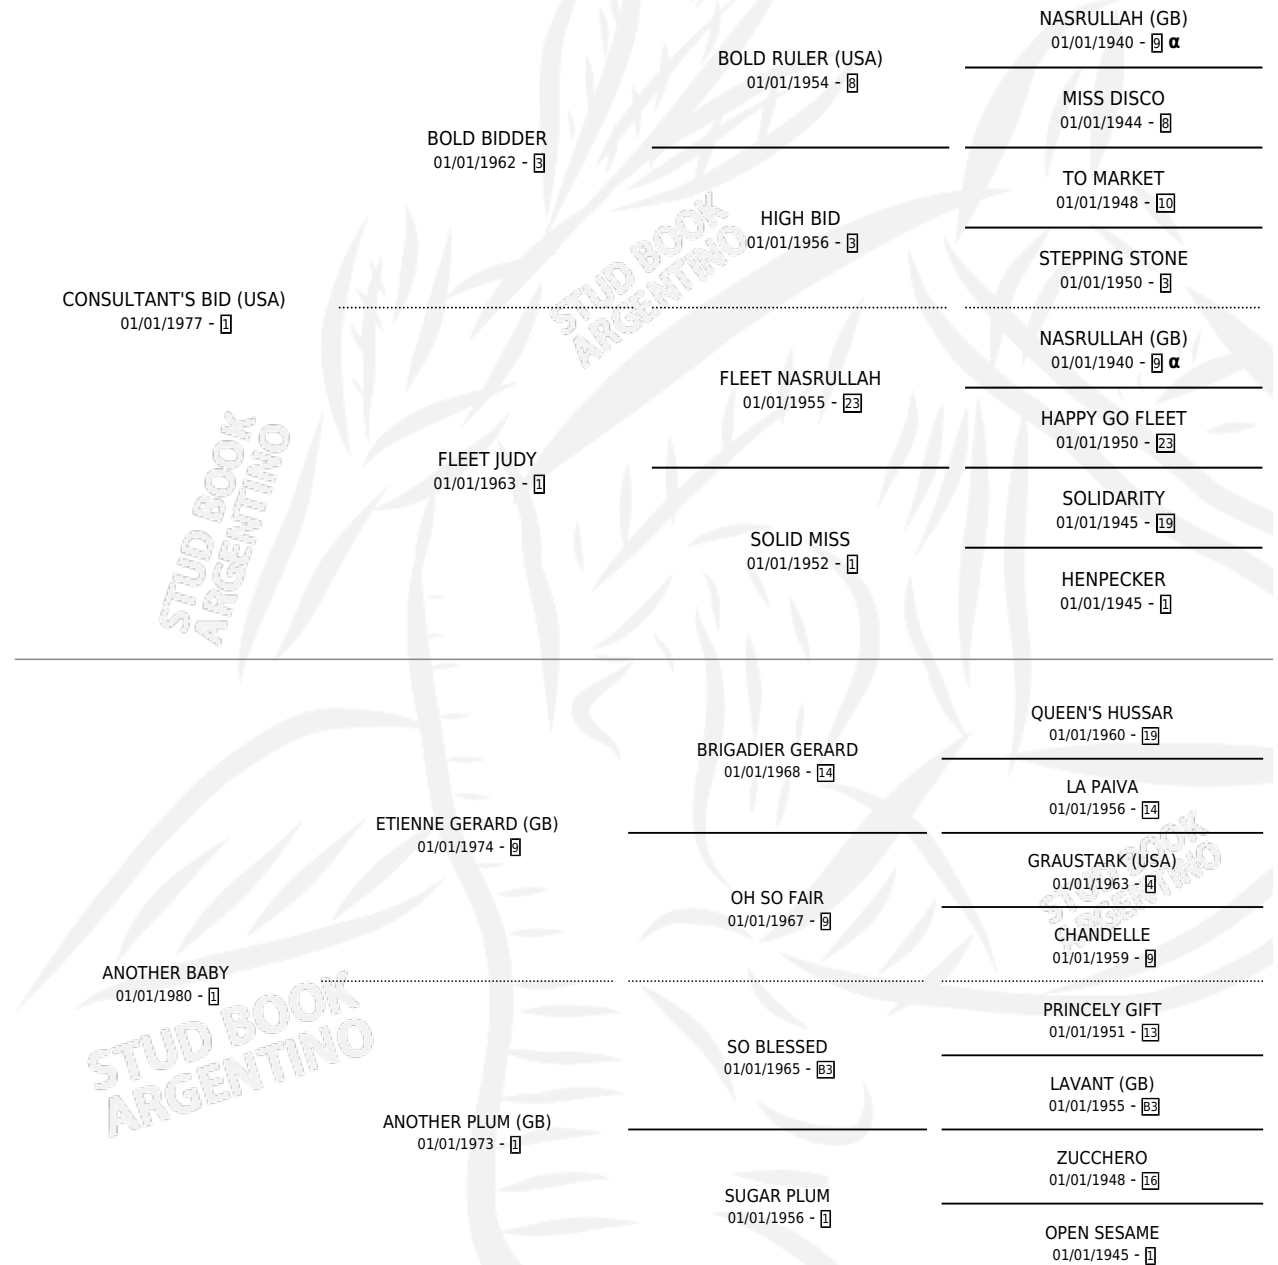 NASRULLAH (GB)
01/01/1940 - 9 α
BOLD RULER (USA)
01/01/1954 - 8
MISS DISCO
01/01/1944 - 8
BOLD BIDDER
01/01/1962 - 3
TO MARKET
01/01/1948 - 10
HIGH BID
01/01/1956 - 3
STEPPING STONE
01/01/1950 - 3
CONSULTANT'S BID (USA)
01/01/1977 - 1
NASRULLAH (GB)
01/01/1940 - 9 α
FLEET NASRULLAH
01/01/1955 - 23
HAPPY GO FLEET
01/01/1950 - 23
FLEET JUDY
01/01/1963 - 1
SOLIDARITY
01/01/1945 - 19
SOLID MISS
01/01/1952 - 1
HENPECKER
01/01/1945 - 1
QUEEN'S HUSSAR
01/01/1960 - 19
BRIGADIER GERARD
01/01/1968 - 14
LA PAIVA
01/01/1956 - 14
ETIENNE GERARD (GB)
01/01/1974 - 9
GRAUSTARK (USA)
01/01/1963 - 4
OH SO FAIR
01/01/1967 - 9
CHANDELLE
01/01/1959 - 9
ANOTHER BABY
01/01/1980 - 1
PRINCELY GIFT
01/01/1951 - 13
SO BLESSED
01/01/1965 - B3
LAVANT (GB)
01/01/1955 - B3
ANOTHER PLUM (GB)
01/01/1973 - 1
ZUCCHERO
01/01/1948 - 16
SUGAR PLUM
01/01/1956 - 1
OPEN SESAME
01/01/1945 - 1
STUD BOOK
ARGENTINO
STUD BOOK
ARGENTINO
STUD BOOK
ARGENTINO
STUD BOOK
ARGENTINO